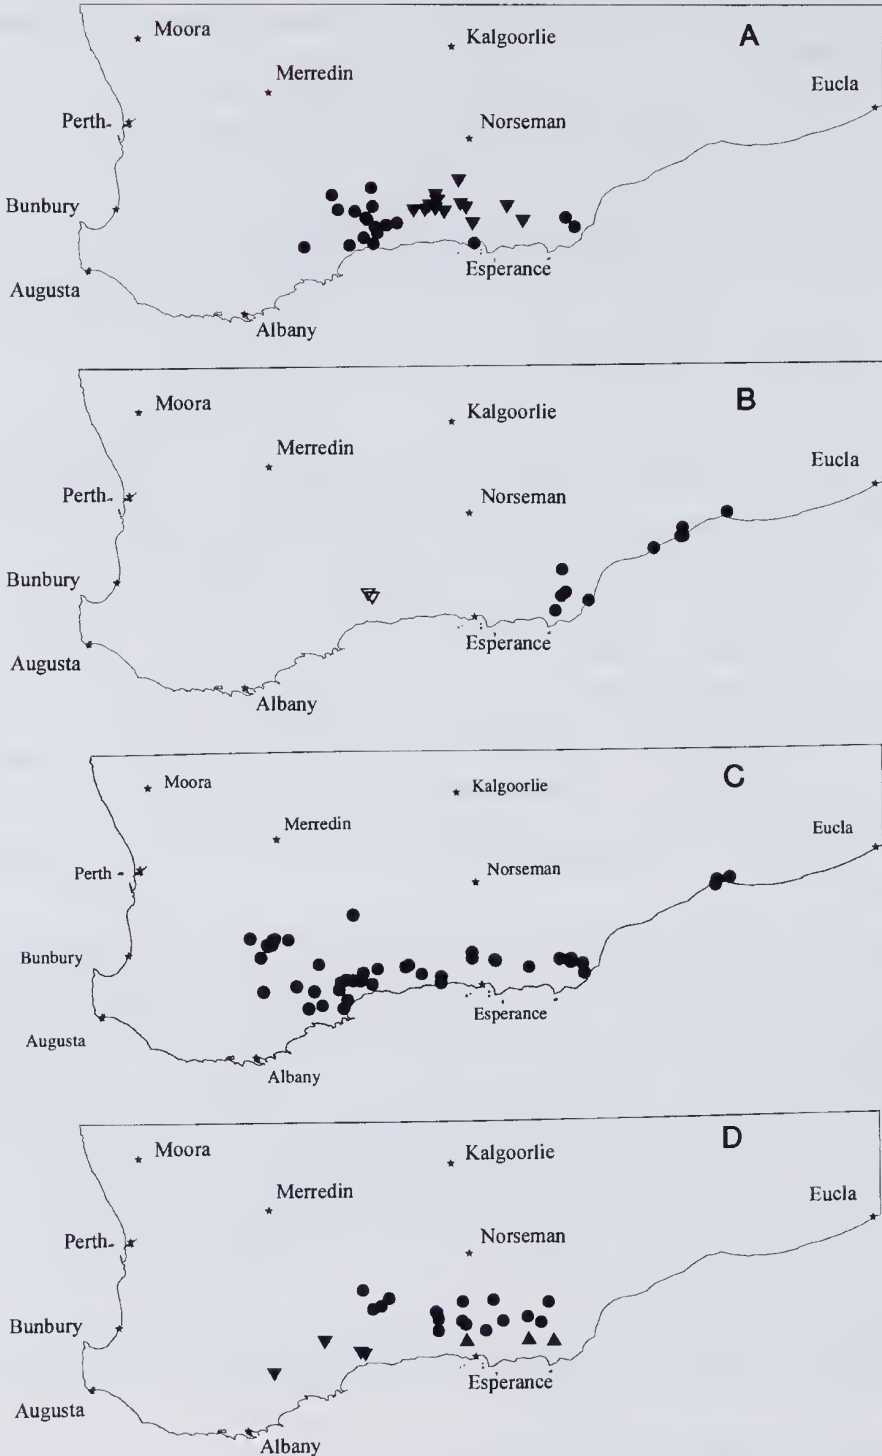 A
Moora
Kalgoorlie
Merredin
Eucla
Perth
Norseman
Bunbury
Esperance
Augusta
Albany
B
Moora
Kalgoorlie
Merredin
Eucla
Perth
Norseman
Bunbury
Esperance
Augusta
Albany
C
Moora
Kalgoorlie
Merredin
Eucla
Perth
Norseman
Bunbury
Esperance
Augusta
Albany
D
Moora
Kalgoorlie
Merredin
Eucla
Perth
Norseman
Bunbury
Esperance
Augusta
Albany